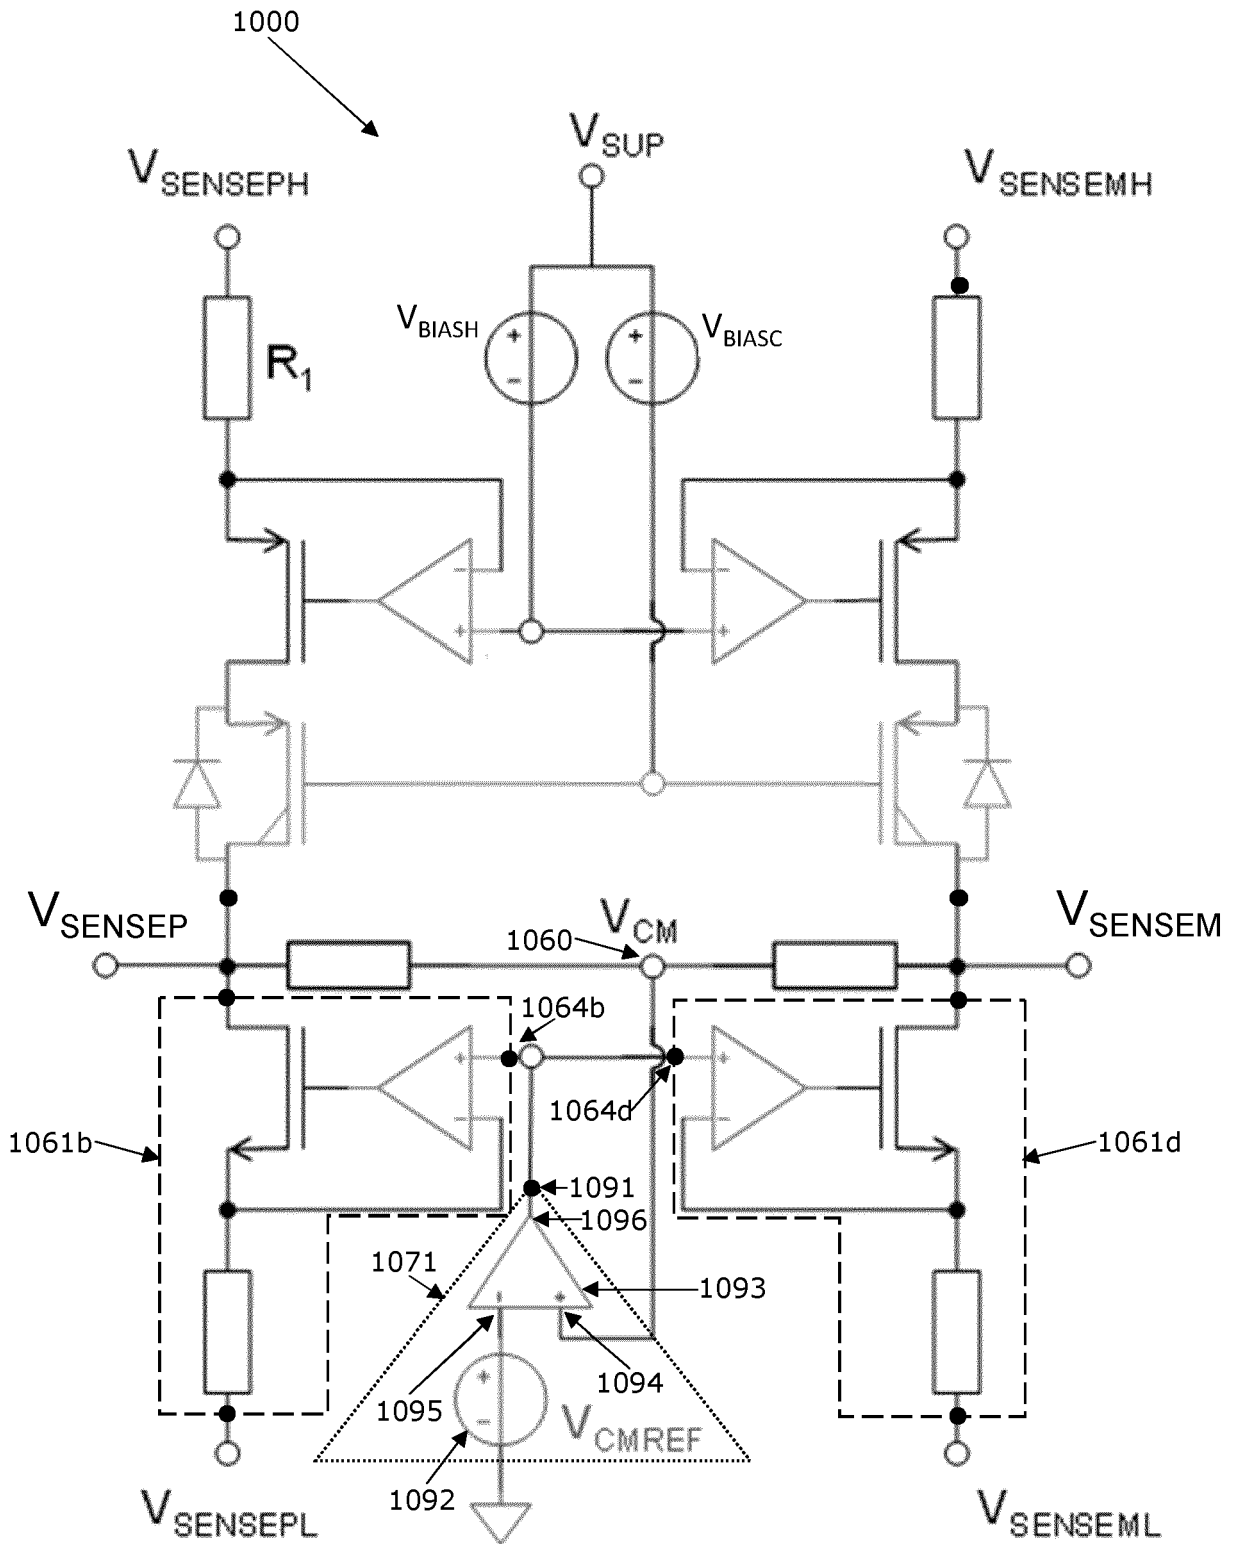 1000
VSUP
VSENSEPH
VSENSEMH
VBIASH
VBIASC
+
+
-
-
R1
-
-
+
+
VSENSEP
VCM
VSENSEM
1060
1064b
+
+
1064d
-
-
1061b
1061d
1091
1096
1071
1093
-
+
1094
1095
+
-
VCMREF
1092
VSENSEPL
VSENSEML